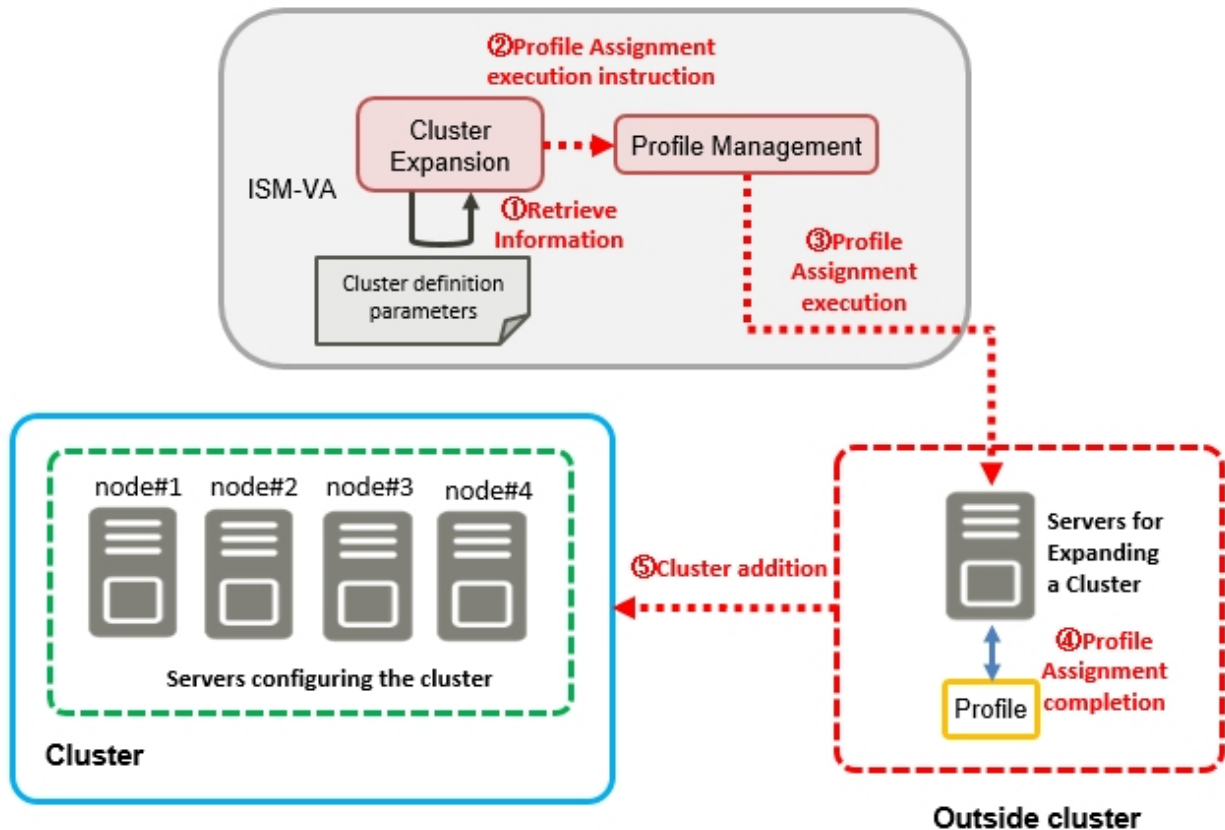 ②Profile Assignment
execution instruction
Cluster
Expansion
Profile Management
ISM-VA
①Retrieve
Information
③Profile
Assignment
execution
Cluster definition
parameters
node#1 node#2 node#3 node#4
Servers configuring the cluster
Cluster
⑤Cluster addition
Servers for
Expanding
a Cluster
④Profile
Assignment
completion
Profile
Outside cluster